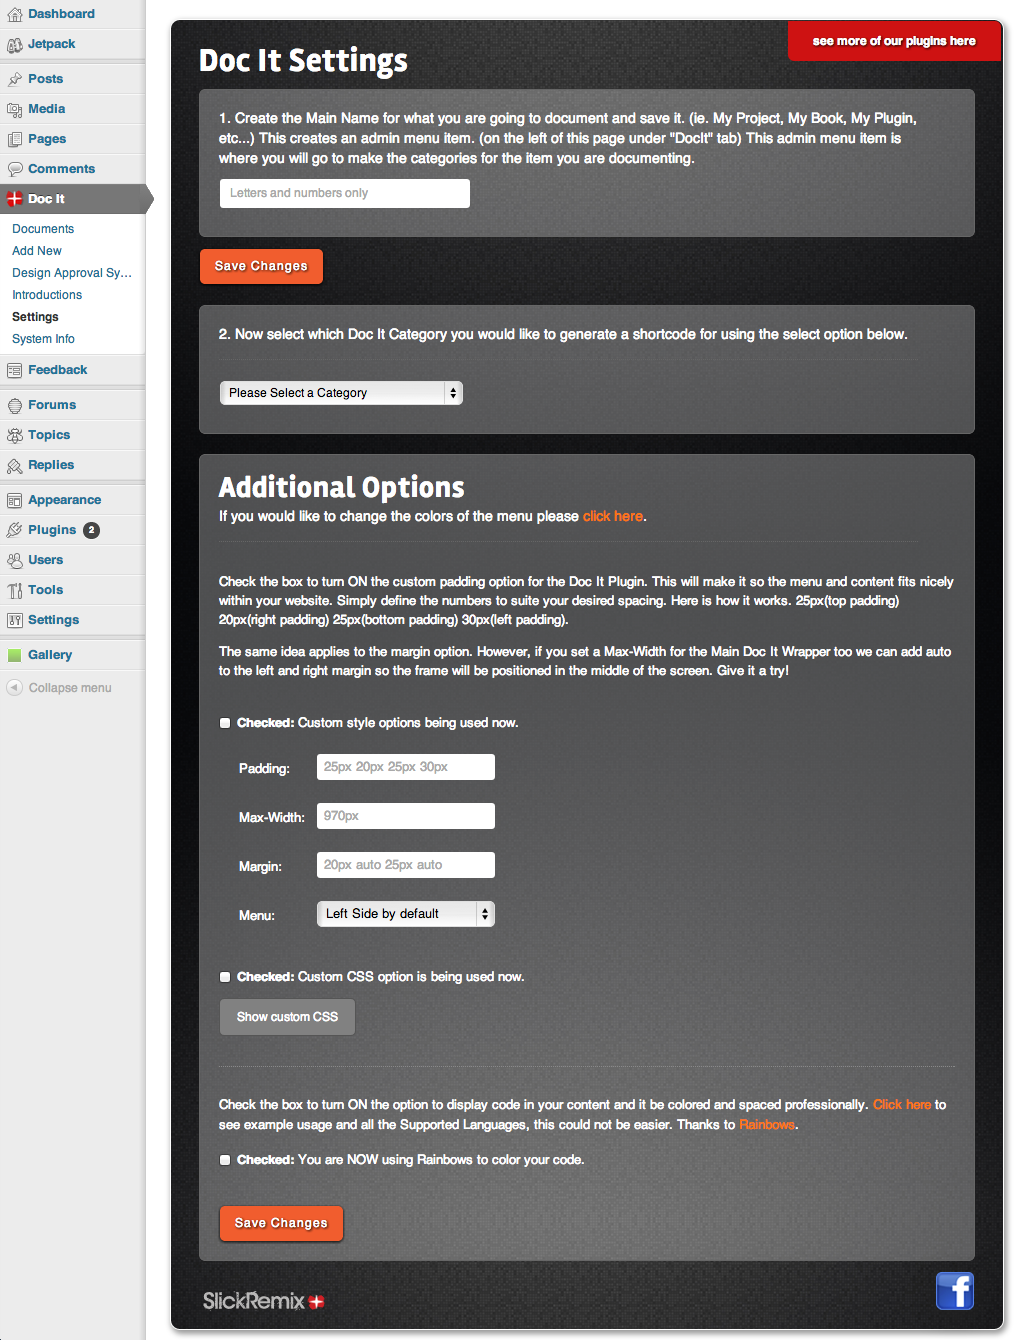 Dashboard
Jetpack
Posts
Media
Pages
Comments
Doc It
Documents
Add New
Design Approval Sy...
Introductions
Settings
System Info
Feedback
Forums
Topics
Replies
Appearance
Plugins 2
Users
Tools
Settings
Gallery
Collapse menu
see more of our plugins here
Doc It Settings
1. Create the Main Name for what you are going to document and save it. (ie. My Project, My Book, My Plugin,
etc...) This creates an admin menu item. (on the left of this page under "DocIt" tab) This admin menu item is
where you will go to make the categories for the item you are documenting.
Letters and numbers only
Save Changes
2. Now select which Doc It Category you would like to generate a shortcode for using the select option below.
Please Select a Category
Additional Options
If you would like to change the colors of the menu please click here.
Check the box to turn ON the custom padding option for the Doc It Plugin. This will make it so the menu and content fits nicely
within your website. Simply define the numbers to suite your desired spacing. Here is how it works. 25px(top padding)
20px(right padding) 25px(bottom padding) 30px(left padding).
The same idea applies to the margin option. However, if you set a Max-Width for the Main Doc It Wrapper too we can add auto
to the left and right margin so the frame will be positioned in the middle of the screen. Give it a try!
Checked: Custom style options being used now.
Padding: 25px 20px 25px 30px
Max-Width: 970px
Margin: 20px auto 25px auto
Menu: Left Side by default
Checked: Custom CSS option is being used now.
Show custom CSS
Check the box to turn ON the option to display code in your content and it be colored and spaced professionally. Click here to
see example usage and all the Supported Languages, this could not be easier. Thanks to Rainbows.
Checked: You are NOW using Rainbows to color your code.
Save Changes
SlickRemix
f